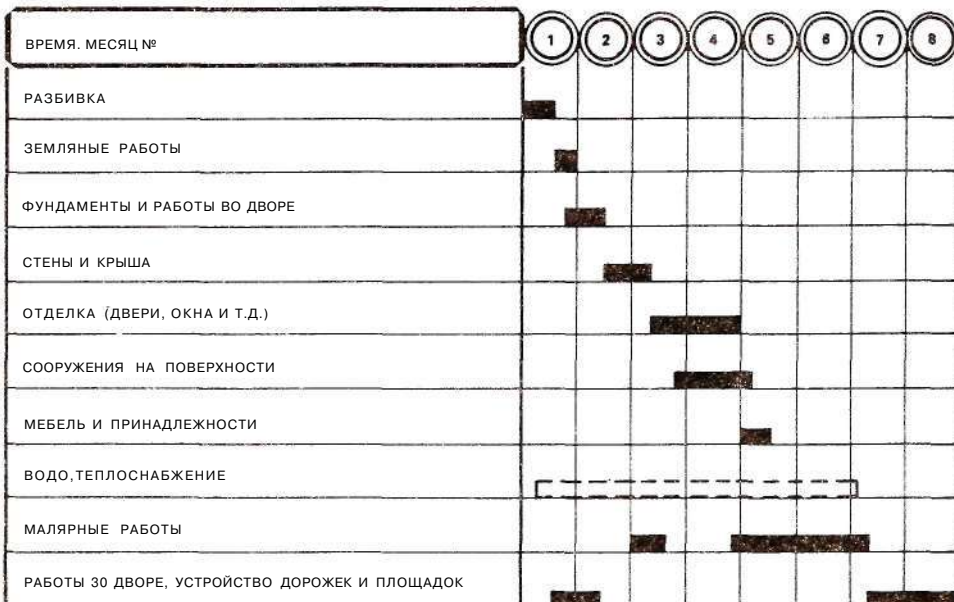 ВРЕМЯ. МЕСЯЦ № 1 2 3 4 5 6 7 8
РАЗБИВКА
ЗЕМЛЯНЫЕ РАБОТЫ
ФУНДАМЕНТЫ И РАБОТЫ ВО ДВОРЕ
СТЕНЫ И КРЫША
ОТДЕЛКА (ДВЕРИ, ОКНА И Т.Д.)
СООРУЖЕНИЯ НА ПОВЕРХНОСТИ
МЕБЕЛЬ И ПРИНАДЛЕЖНОСТИ
ВОДО,ТЕПЛОСНАБЖЕНИЕ
МАЛЯРНЫЕ РАБОТЫ
РАБОТЫ 30 ДВОРЕ, УСТРОЙСТВО ДОРОЖЕК И ПЛОЩАДОК